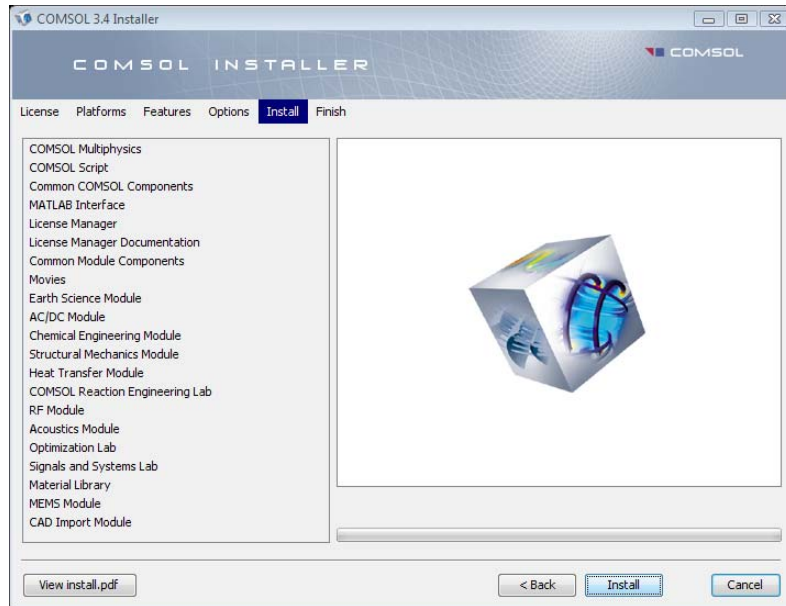 COMSOL 3.4 Installer
COMSOL INSTALLER
COMSOL
License Platforms Features Options Install Finish
COMSOL Multiphysics
COMSOL Script
Common COMSOL Components
MATLAB Interface
License Manager
License Manager Documentation
Common Module Components
Movies
Earth Science Module
AC/DC Module
Chemical Engineering Module
Structural Mechanics Module
Heat Transfer Module
COMSOL Reaction Engineering Lab
RF Module
Acoustics Module
Optimization Lab
Signals and Systems Lab
Material Library
MEMS Module
CAD Import Module
View install.pdf < Back Install Cancel